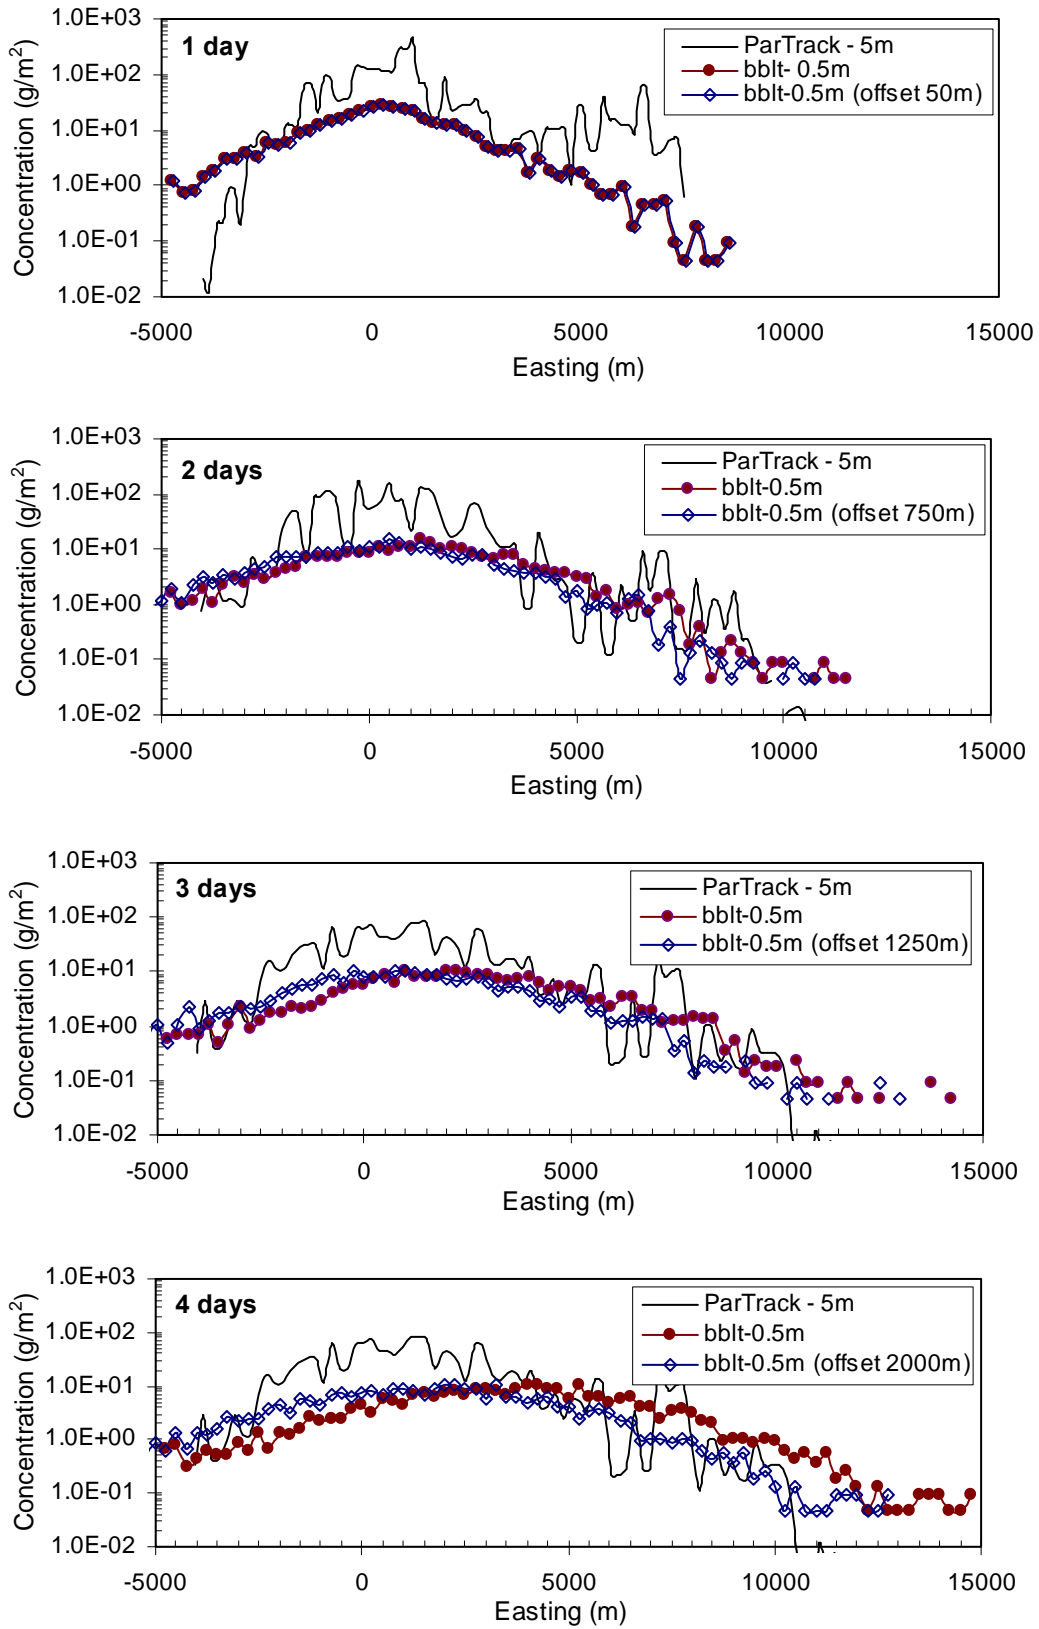 1 day
ParTrack - 5m
bblt- 0.5m
bblt-0.5m (offset 50m)
Concentration (g/m²)
1.0E+03
1.0E+02
1.0E+01
1.0E+00
1.0E-01
1.0E-02
-5000 0 5000 10000 15000
Easting (m)
2 days
ParTrack - 5m
bblt-0.5m
bblt-0.5m (offset 750m)
Concentration (g/m²)
1.0E+03
1.0E+02
1.0E+01
1.0E+00
1.0E-01
1.0E-02
-5000 0 5000 10000 15000
Easting (m)
3 days
ParTrack - 5m
bblt-0.5m
bblt-0.5m (offset 1250m)
Concentration (g/m²)
1.0E+03
1.0E+02
1.0E+01
1.0E+00
1.0E-01
1.0E-02
-5000 0 5000 10000 15000
Easting (m)
4 days
ParTrack - 5m
bblt-0.5m
bblt-0.5m (offset 2000m)
Concentration (g/m²)
1.0E+03
1.0E+02
1.0E+01
1.0E+00
1.0E-01
1.0E-02
-5000 0 5000 10000 15000
Easting (m)